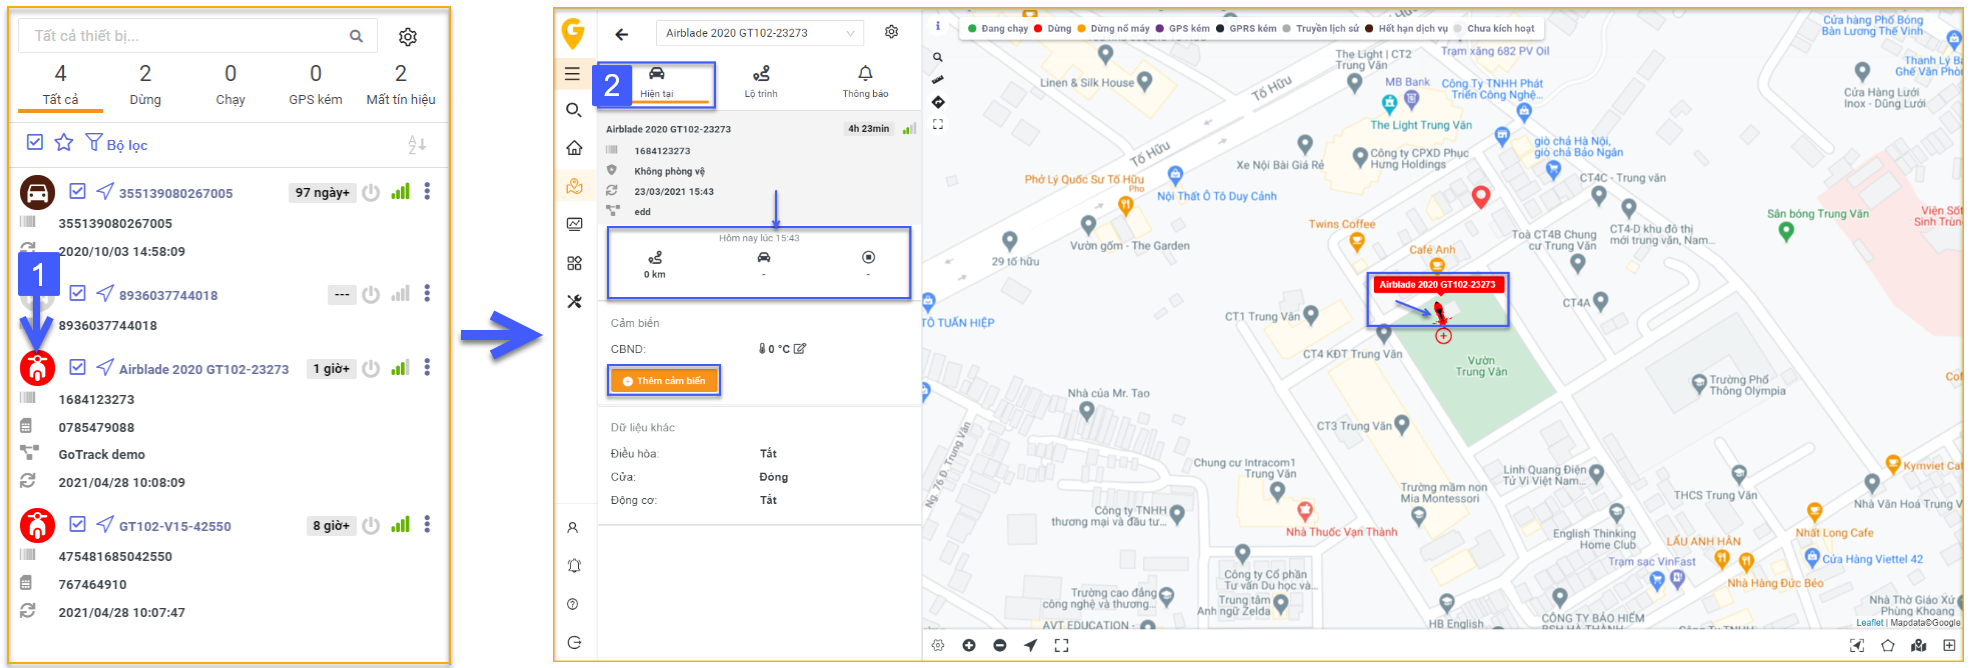 Tất cả thiết bị...
4
2
0
0
2
Tất cả
Dừng
Chạy
GPS kém
Mất tín hiệu
Bộ lọc
355139080267005
97 ngày+
355139080267005
2020/10/03 14:58:09
1
8936037744018
---
8936037744018
Airblade 2020 GT102-23273
1 giờ+
1684123273
0785479088
GoTrack demo
2021/04/28 10:08:09
GT102-V15-42550
8 giờ+
475481685042550
767464910
2021/04/28 10:07:47
Airblade 2020 GT102-23273
2
Hiện tại
Lộ trình
Thông báo
Airblade 2020 GT102-23273
4h 23min
1684123273
Không phòng vệ
23/03/2021 15:43
edd
Hôm nay lúc 15:43
0 km
-
-
Cảm biến
CBND:
0 °C
Thêm cảm biến
Dữ liệu khác
Điều hòa:
Tắt
Cửa:
Đóng
Động cơ:
Tắt
Đang chạy
Dừng
Dừng nổ máy
GPS kém
GPRS kém
Truyền lịch sử
Hết hạn dịch vụ
Chưa kích hoạt
Cửa hàng Phố Bóng
Bàn Lương Thế Vinh
Trạm xăng 682 PV Oil
The Light | CT2
Trung Văn
Linen & Silk House
Tố Hữu
MB Bank
Công Ty TNHH Phát
Triển Công Nghệ...
Cửa Hàng Lưới
Inox - Dũng Lưới
The Light Trung Văn
Tố Hữu
Xe Nội Bài Giá Rẻ
Công ty CPXD Phục
Hưng Holdings
giò chả Hà Nội,
giò chả Bảo Ngân
Phở Lý Quốc Sư Tố Hữu
Pho
Nội Thất Ô Tô Duy Cảnh
CT4C - Trung văn
Twins Coffee
Sân bóng Trung Văn
Vườn gốm - The Garden
29 tố hữu
Café Anh
Toà CT4B Chung
cư Trung Văn
CT4-D khu đô thị
mới trung văn, Nam...
Airblade 2020 GT102-23273
CT4A
TÔ TUẤN HIỆP
CT1 Trung Văn
CT4 KĐT Trung Văn
Vườn
Trung Văn
Trường Phổ
Thông Olympia
Nhà của Mr. Tao
CT3 Trung Văn
Ng. 76 Đ. Trung Văn
Chung cư Intracom1
Trung Văn
Linh Quang Điện
Tử Vi Việt Nam...
Kymviet Caf
Trường mầm non
Mia Montessori
THCS Trung Văn
Nhà Văn Hoá Trung V
Công ty TNHH
thương mại và đầu tư...
Nhà Thuốc Vạn Thành
English Thinking
Home Club
LẨU ANH HÂN
Nhất Long Cafe
Trạm sạc VinFast
Cửa Hàng Viettel 42
Công ty Cổ phần
Tư vấn Du học và...
Nhà Hàng Đức Béo
Trường cao đẳng
công nghệ và thương...
Trung tâm
Anh ngữ Zelda
Nhà Thờ Giáo Xứ
Phùng Khoang
AVT EDUCATION -
HB English
CÔNG TY BẢO HIỂM
Leaflet | Mapdata©Google